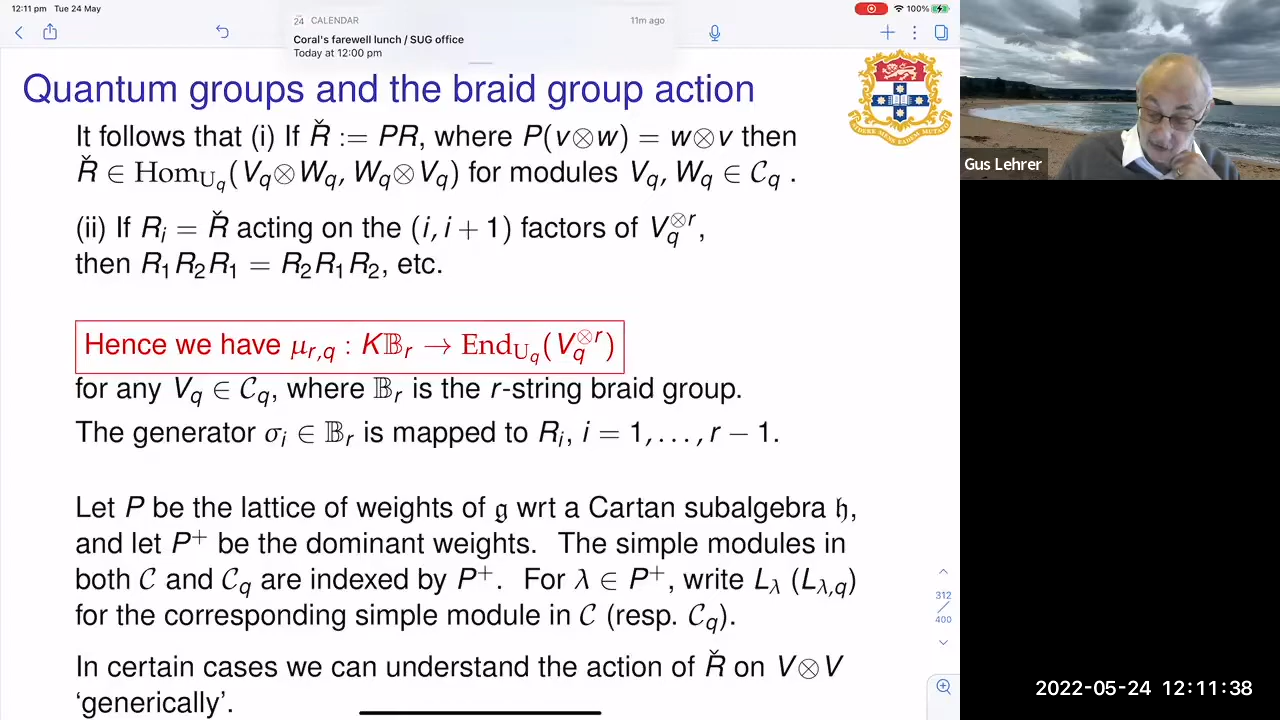 12:11 pm Tue 24 May
100%
24 CALENDAR 11m ago
Coral's farewell lunch / SUG office
Today at 12:00 pm
Quantum groups and the braid group action
It follows that (i) If Ř := PR, where P(v⊗w) = w⊗v then
Ř ∈ Hom_{U_q}(V_q⊗W_q, W_q⊗V_q) for modules V_q, W_q ∈ 𝒞_q .
(ii) If R_i = Ř acting on the (i, i + 1) factors of V_q^{⊗r},
then R_1R_2R_1 = R_2R_1R_2, etc.
Hence we have μ_{r,q} : K𝔹_r → End_{U_q}(V_q^{⊗r})
for any V_q ∈ 𝒞_q, where 𝔹_r is the r-string braid group.
The generator σ_i ∈ 𝔹_r is mapped to R_i, i = 1, . . . , r − 1.
Let P be the lattice of weights of 𝔤 wrt a Cartan subalgebra 𝔥,
and let P^+ be the dominant weights. The simple modules in
both 𝒞 and 𝒞_q are indexed by P^+. For λ ∈ P^+, write L_λ (L_{λ,q})
for the corresponding simple module in 𝒞 (resp. 𝒞_q).
In certain cases we can understand the action of Ř on V⊗V
'generically'.
312
/
400
Gus Lehrer
2022-05-24 12:11:38